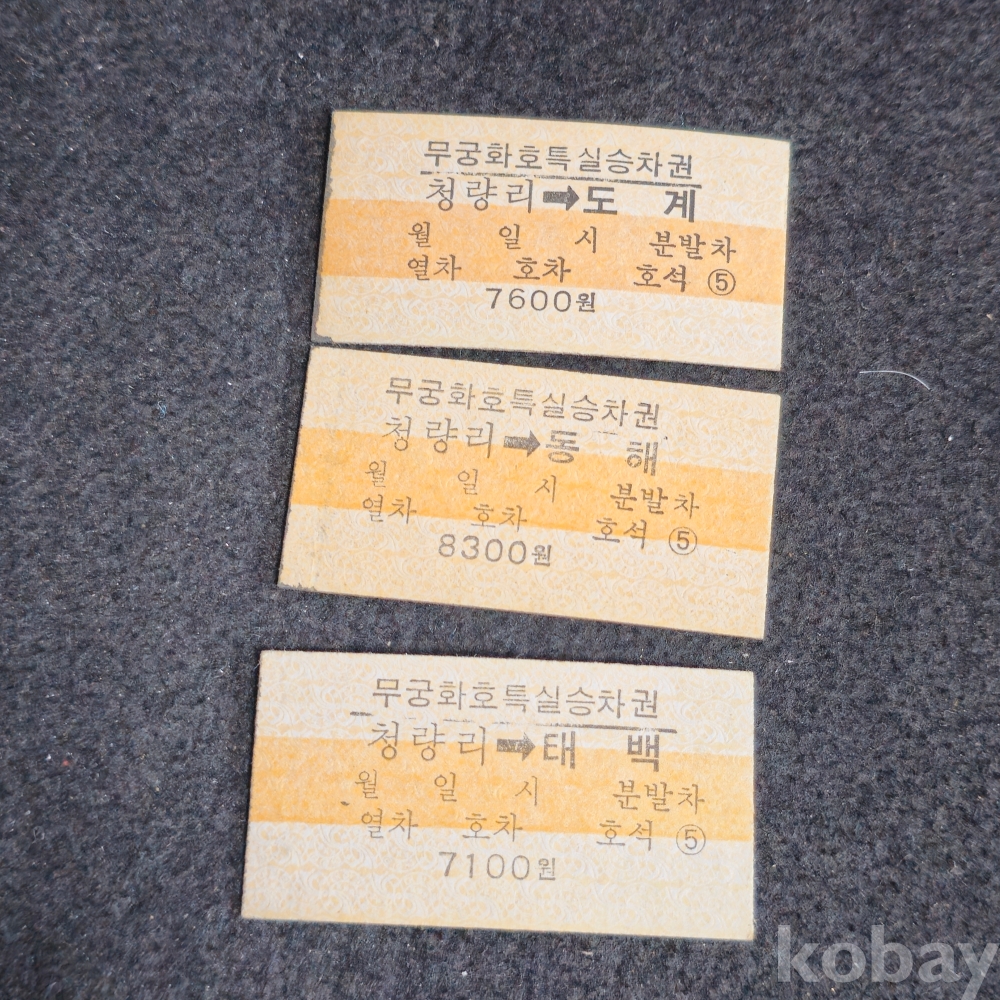 무궁화호특실승차권
청량리➡도 계
월 일 시 분발차
열차 호차 호석 ⑤
7600원
무궁화호특실승차권
청량리➡동 해
월 일 시 분발차
열차 호차 호석 ⑤
8300원
무궁화호특실승차권
청량리➡태 백
월 일 시 분발차
열차 호차 호석 ⑤
7100원
kobay